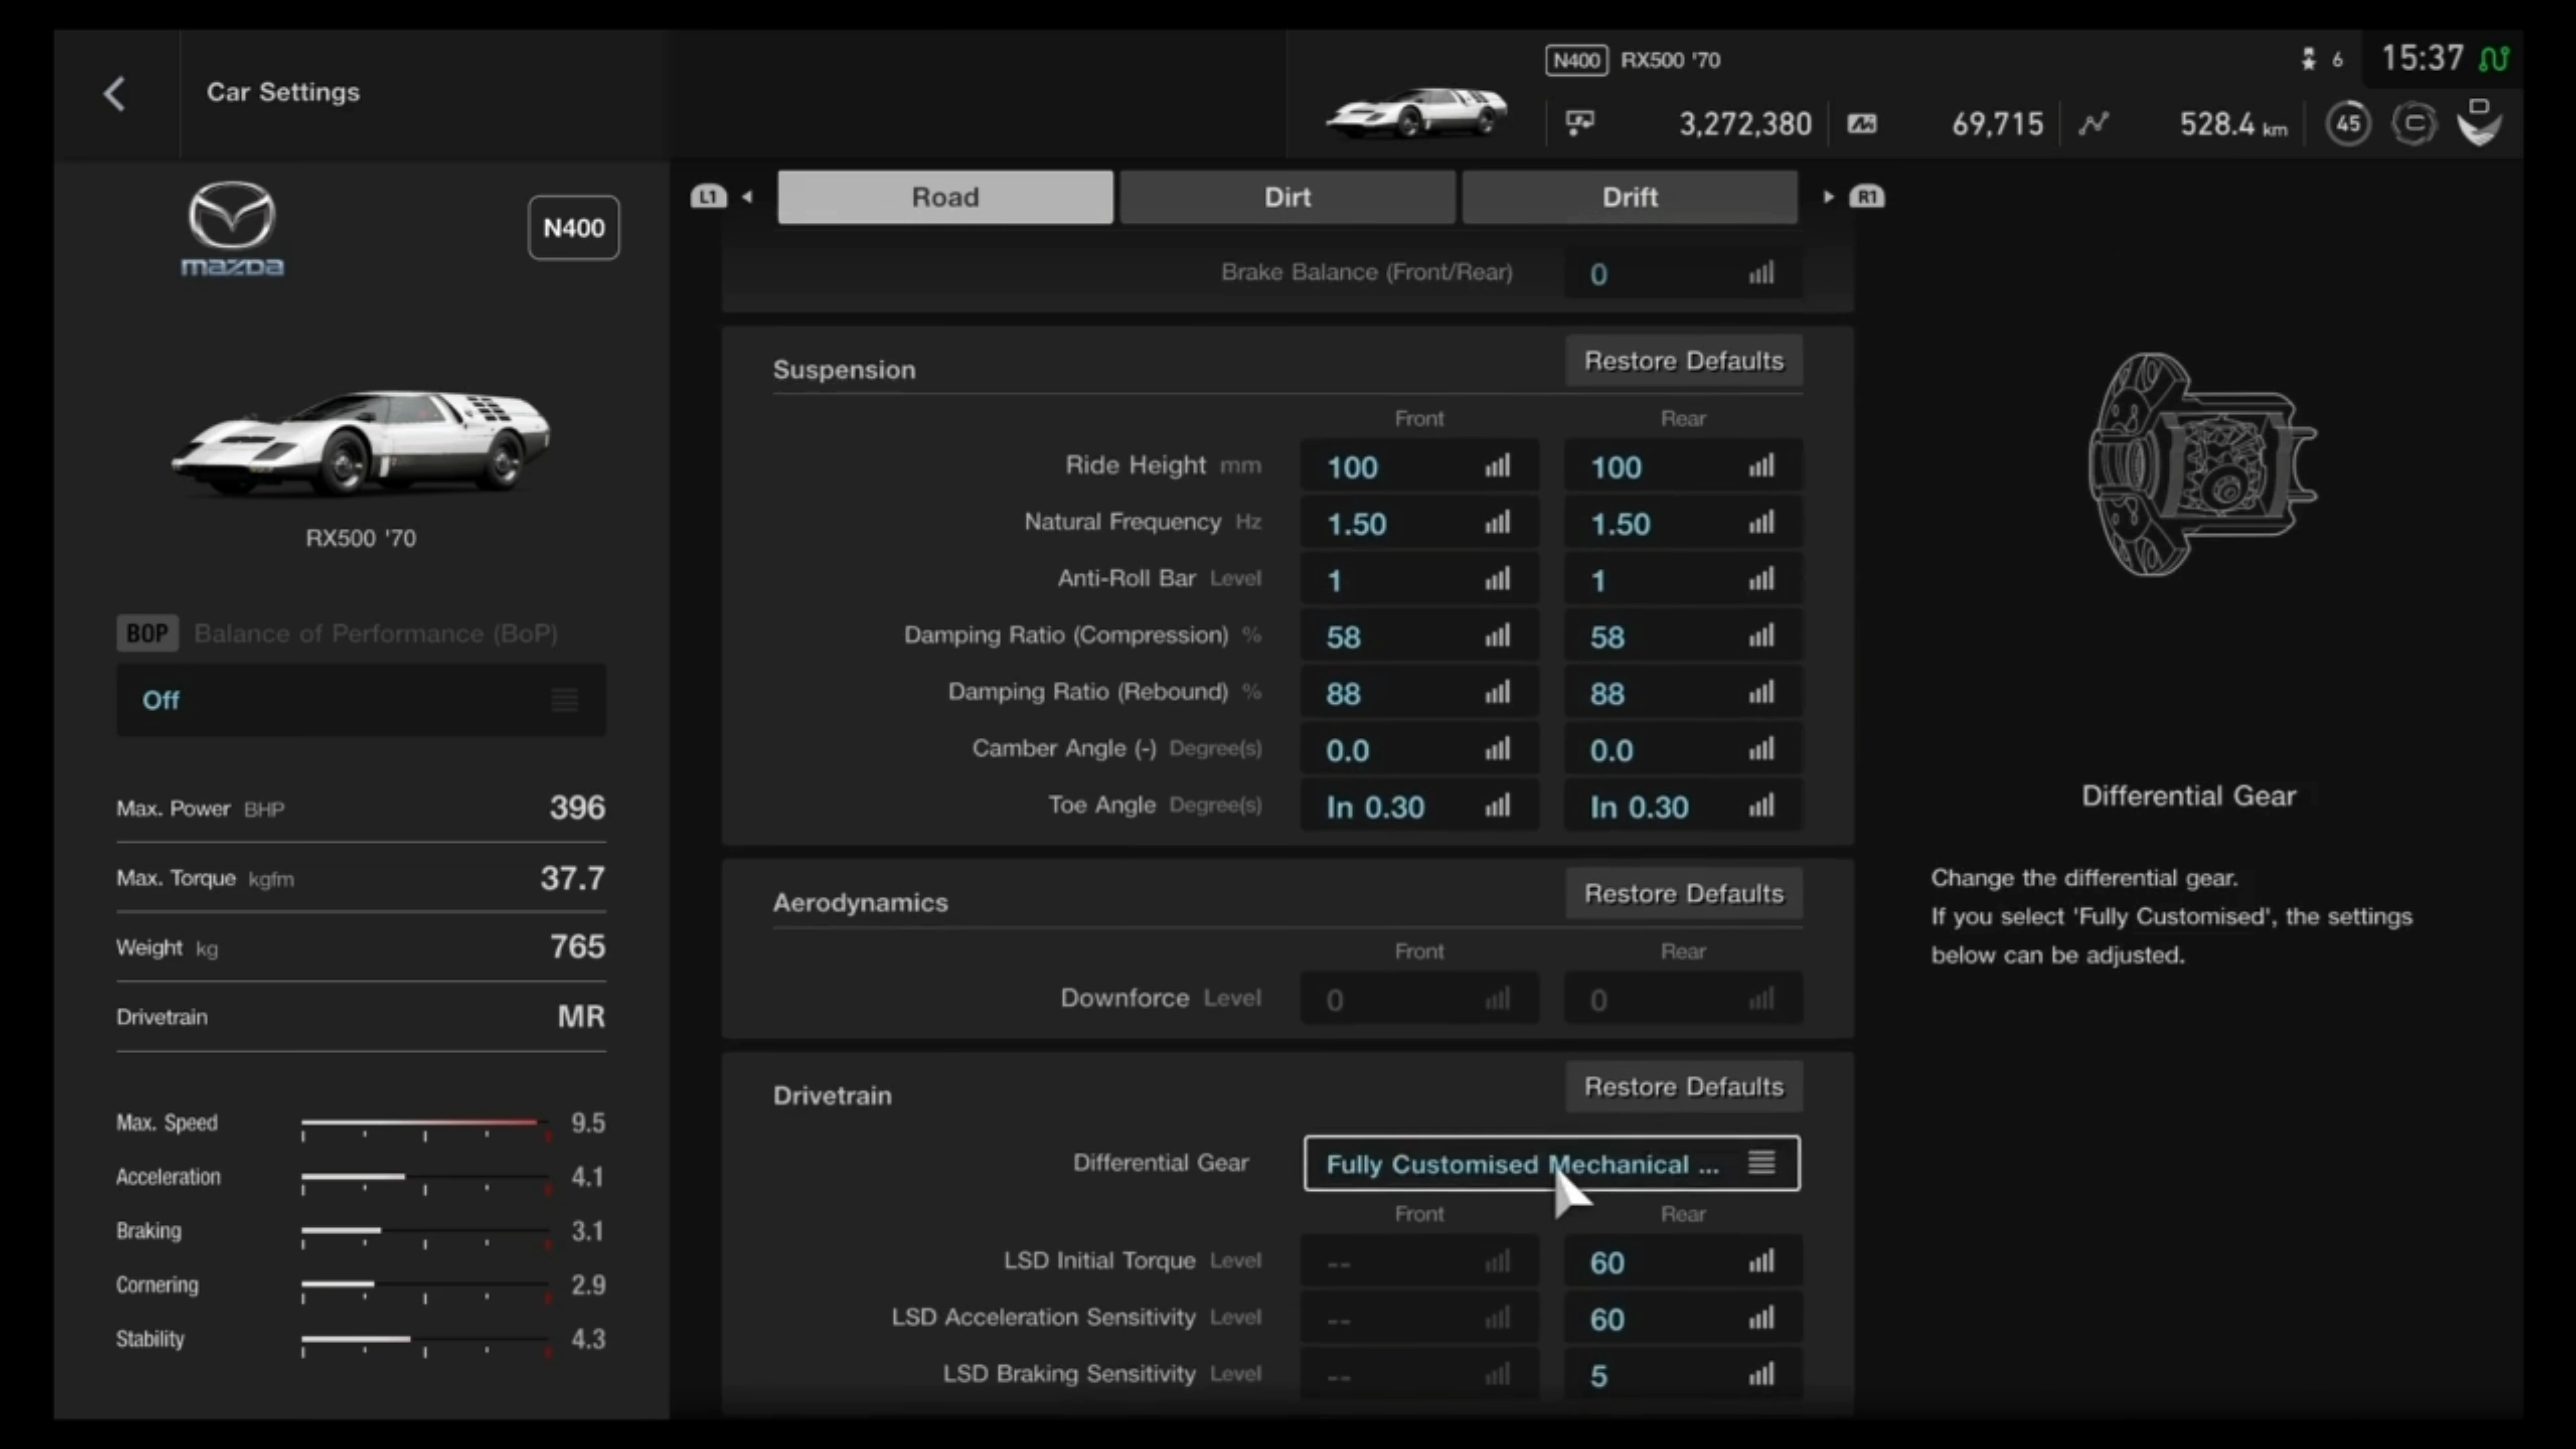 Car Settings
N400 RX500 '70
6
15:37
3,272,380
69,715
528.4 km
45
C
D
mazda
N400
RX500 '70
BOP Balance of Performance (BoP)
Off
Max. Power BHP 396
Max. Torque kgfm 37.7
Weight kg 765
Drivetrain MR
Max. Speed 9.5
Acceleration 4.1
Braking 3.1
Cornering 2.9
Stability 4.3
L1 Road Dirt Drift R1
Brake Balance (Front/Rear) 0
Suspension Restore Defaults
Front Rear
Ride Height mm 100 100
Natural Frequency Hz 1.50 1.50
Anti-Roll Bar Level 1 1
Damping Ratio (Compression) % 58 58
Damping Ratio (Rebound) % 88 88
Camber Angle (-) Degree(s) 0.0 0.0
Toe Angle Degree(s) In 0.30 In 0.30
Aerodynamics Restore Defaults
Front Rear
Downforce Level 0 0
Drivetrain Restore Defaults
Differential Gear Fully Customised Mechanical ...
Front Rear
LSD Initial Torque Level -- 60
LSD Acceleration Sensitivity Level -- 60
LSD Braking Sensitivity Level -- 5
Differential Gear
Change the differential gear.
If you select 'Fully Customised', the settings
below can be adjusted.